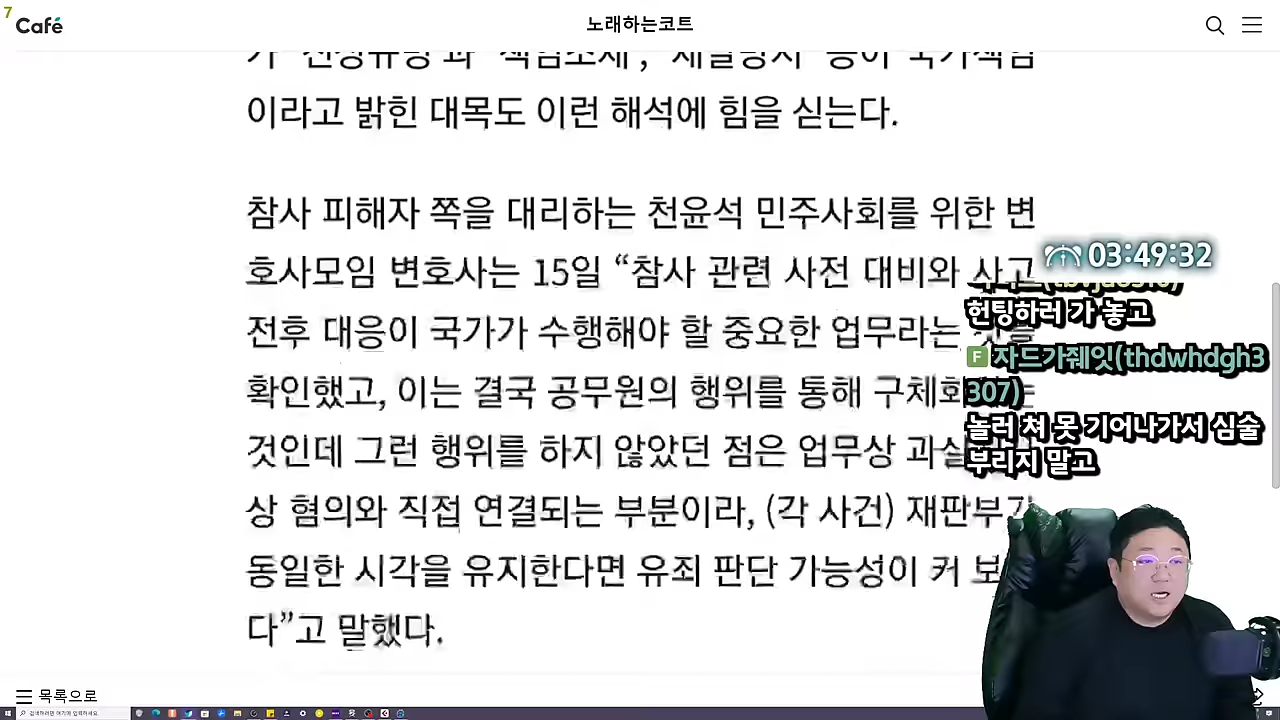 7
Café
노래하는코트
이라고 밝힌 대목도 이런 해석에 힘을 싣는다.
참사 피해자 쪽을 대리하는 천윤석 민주사회를 위한 변
호사모임 변호사는 15일 “참사 관련 사전 대비와 사고
03:49:32
전후 대응이 국가가 수행해야 할 중요한 업무라는
확인했고, 이는 결국 공무원의 행위를 통해
것인데 그런 행위를 하지 않았던 점은 업무상
상 혐의와 직접 연결되는 부분이라, (각 사건) 재판부가
동일한 시각을 유지한다면 유죄 판단 가능성이 커
다”고 말했다.
헌팅하러 가 놓고
F 자드가줴잇(thdwhdgh3
307)
놀러 쳐 못 기어나가서 심술
부리지 말고
목록으로